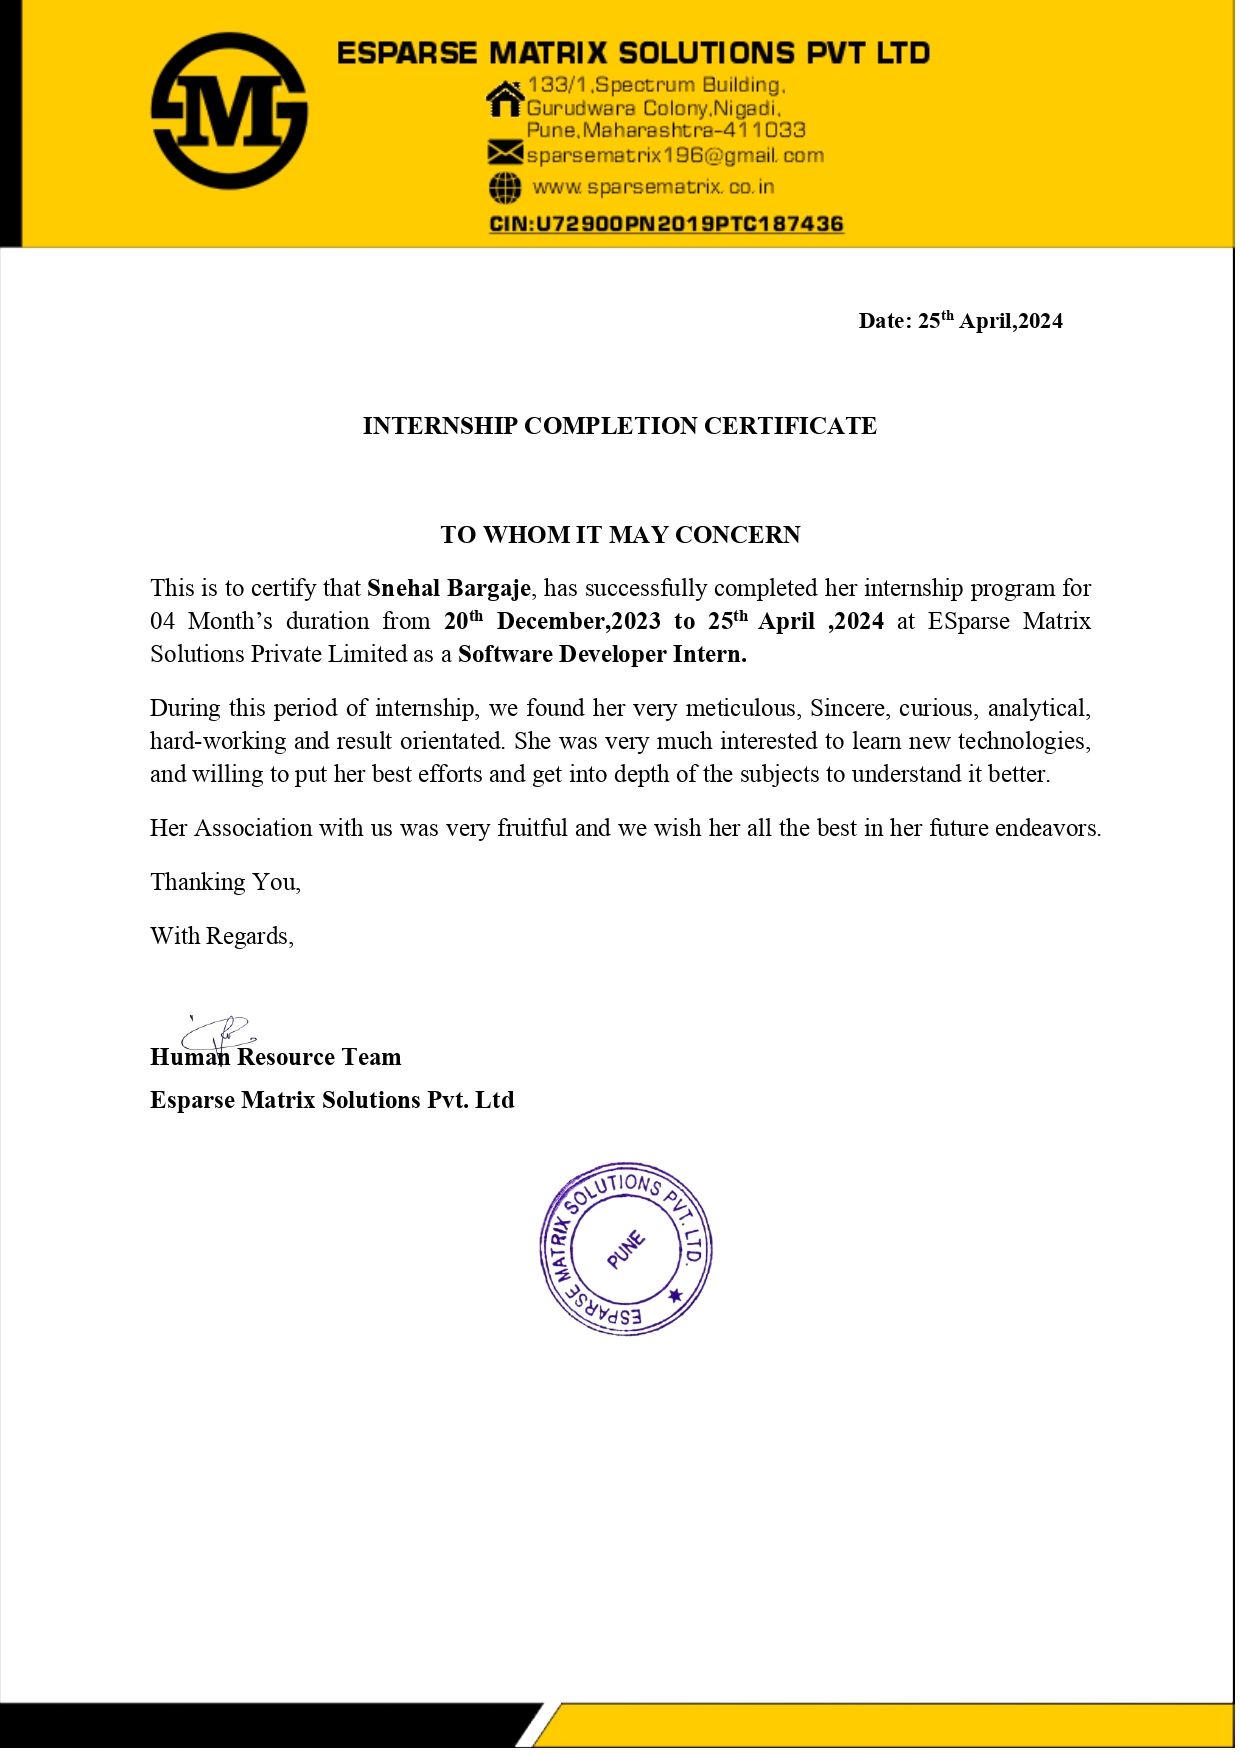 M
ESPARSE MATRIX SOLUTIONS PVT LTD
133/1,Spectrum Building,
Gurudwara Colony,Nigadi,
Pune,Maharashtra-411033
sparsematrix196@gmail.com
www.sparsematrix.co.in
CIN:U72900PN2019PTC187436
Date: 25th April,2024
INTERNSHIP COMPLETION CERTIFICATE
TO WHOM IT MAY CONCERN
This is to certify that Snehal Bargaje, has successfully completed her internship program for
04 Month’s duration from 20th December,2023 to 25th April ,2024 at ESparse Matrix
Solutions Private Limited as a Software Developer Intern.
During this period of internship, we found her very meticulous, Sincere, curious, analytical,
hard-working and result orientated. She was very much interested to learn new technologies,
and willing to put her best efforts and get into depth of the subjects to understand it better.
Her Association with us was very fruitful and we wish her all the best in her future endeavors.
Thanking You,
With Regards,
Human Resource Team
Esparse Matrix Solutions Pvt. Ltd
ESPARSE MATRIX SOLUTIONS PVT. LTD.
PUNE